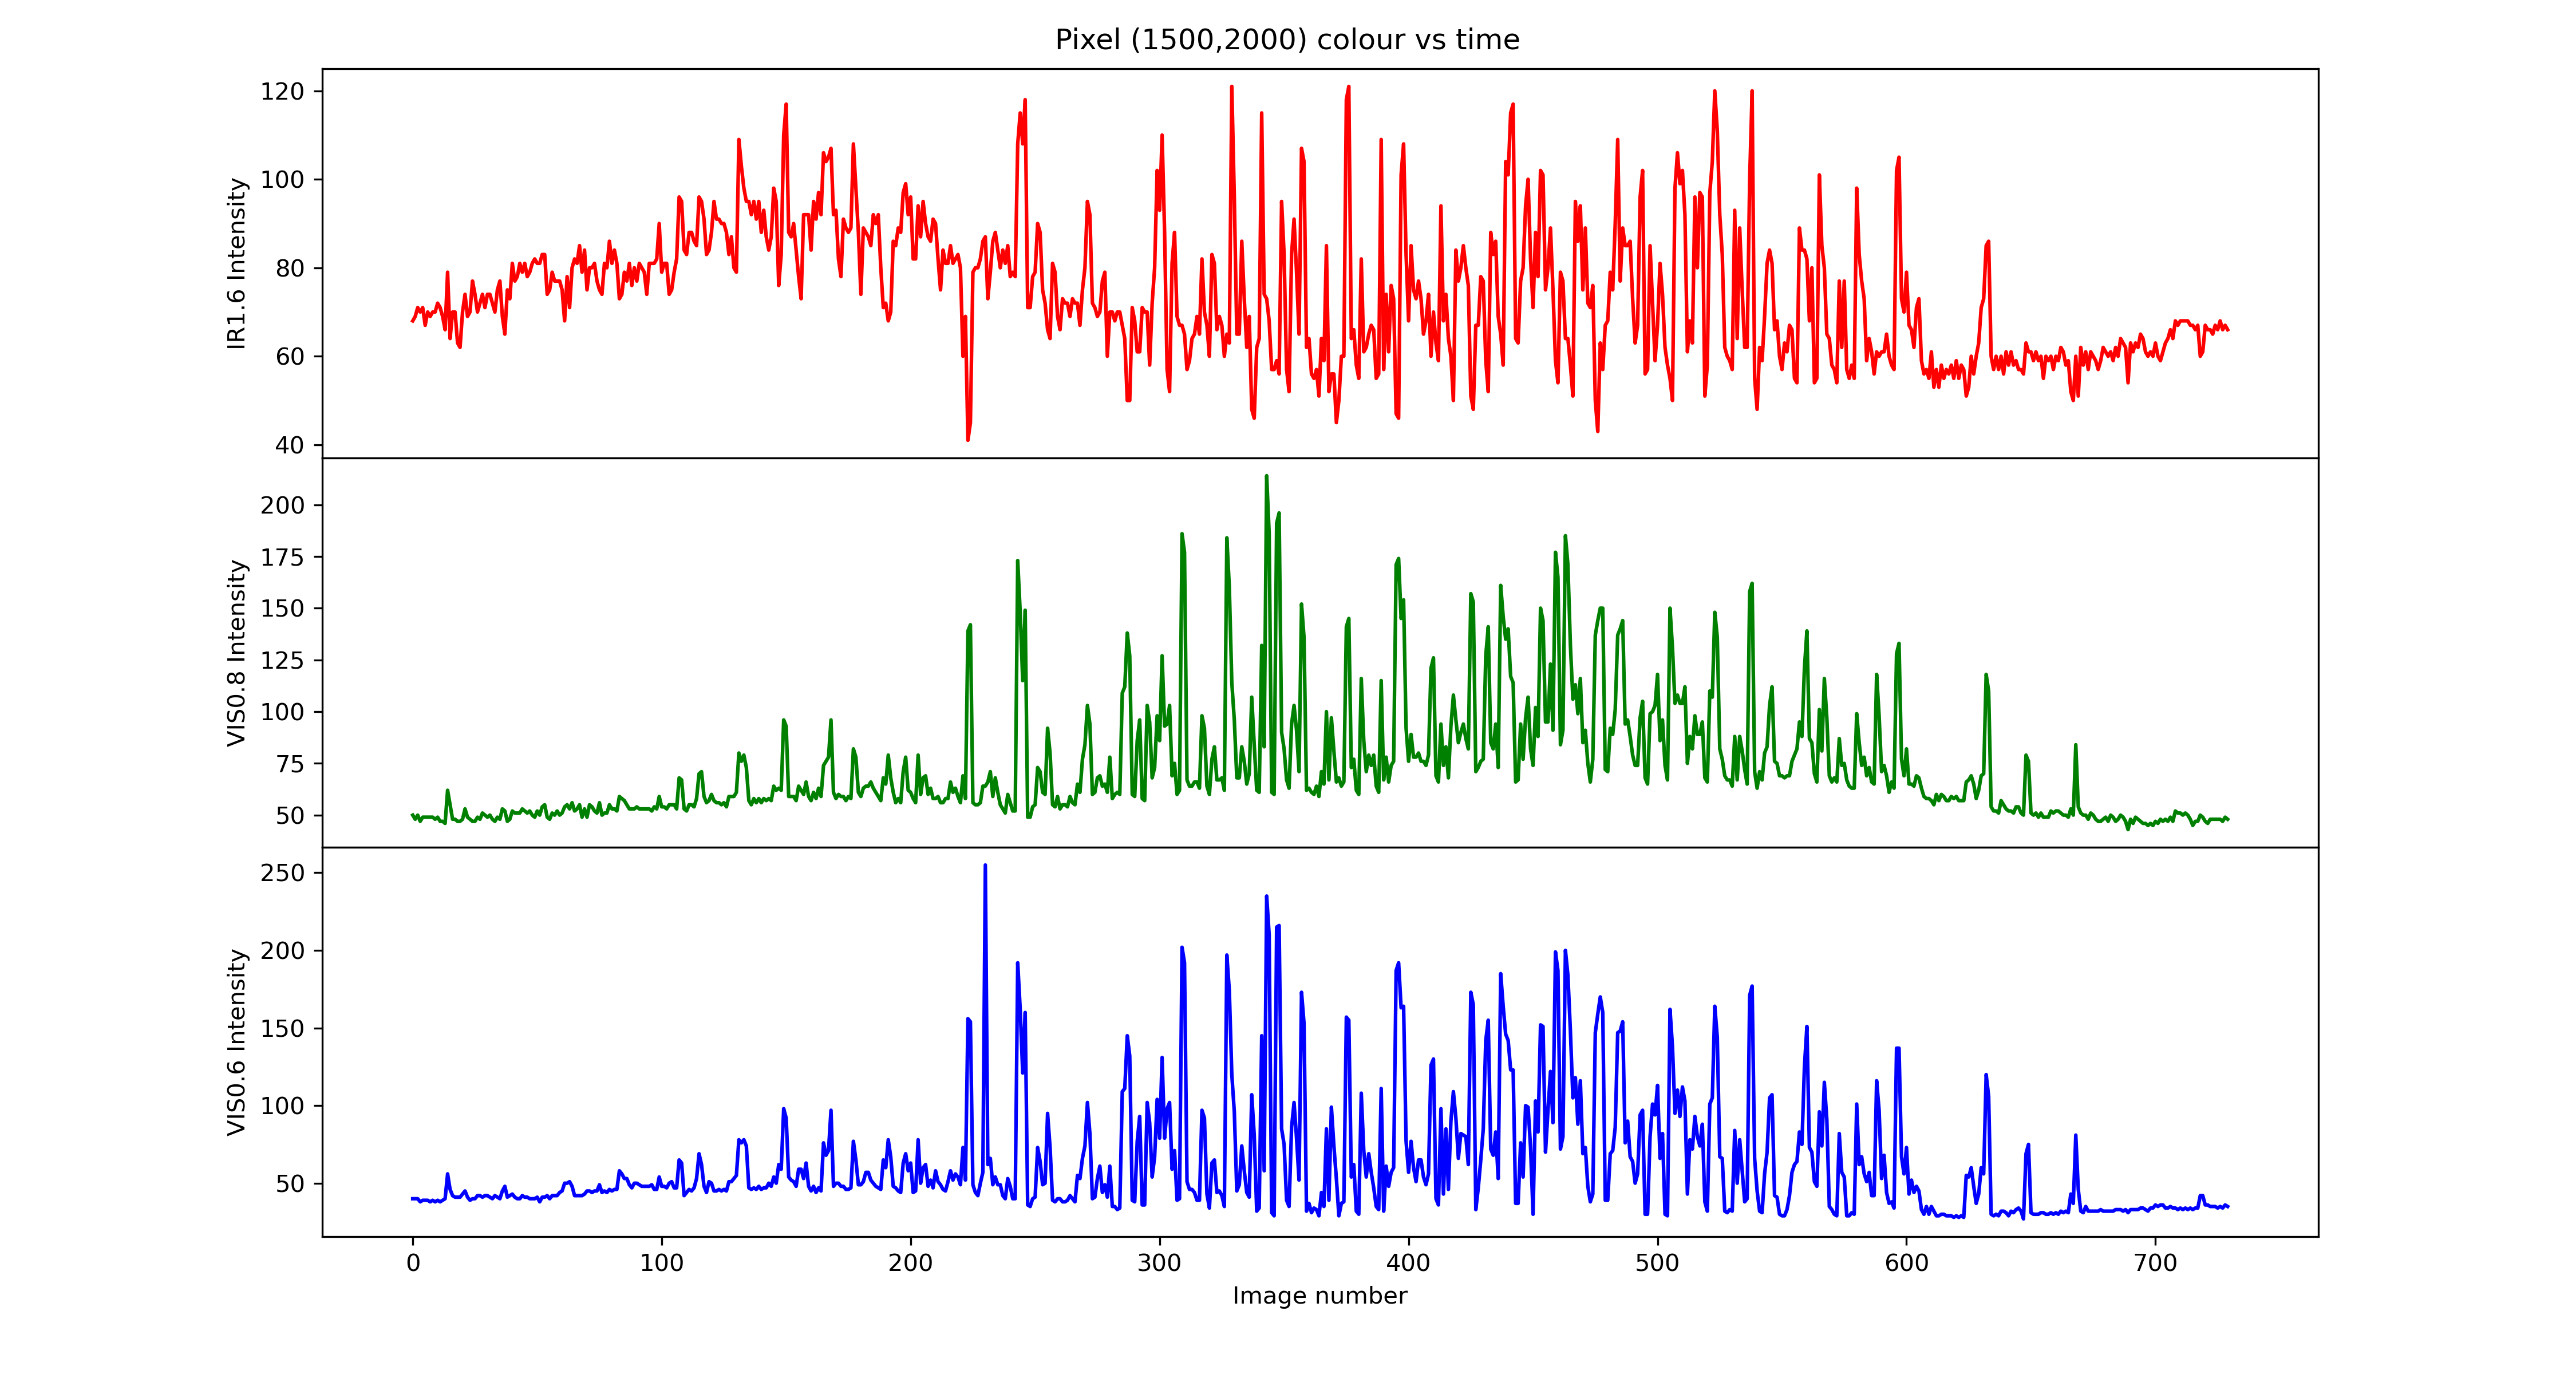 Pixel (1500,2000) colour vs time
120
100
80
60
40
IR1.6 Intensity
200
175
150
125
100
75
50
VIS0.8 Intensity
250
200
150
100
50
VIS0.6 Intensity
0 100 200 300 400 500 600 700
Image number